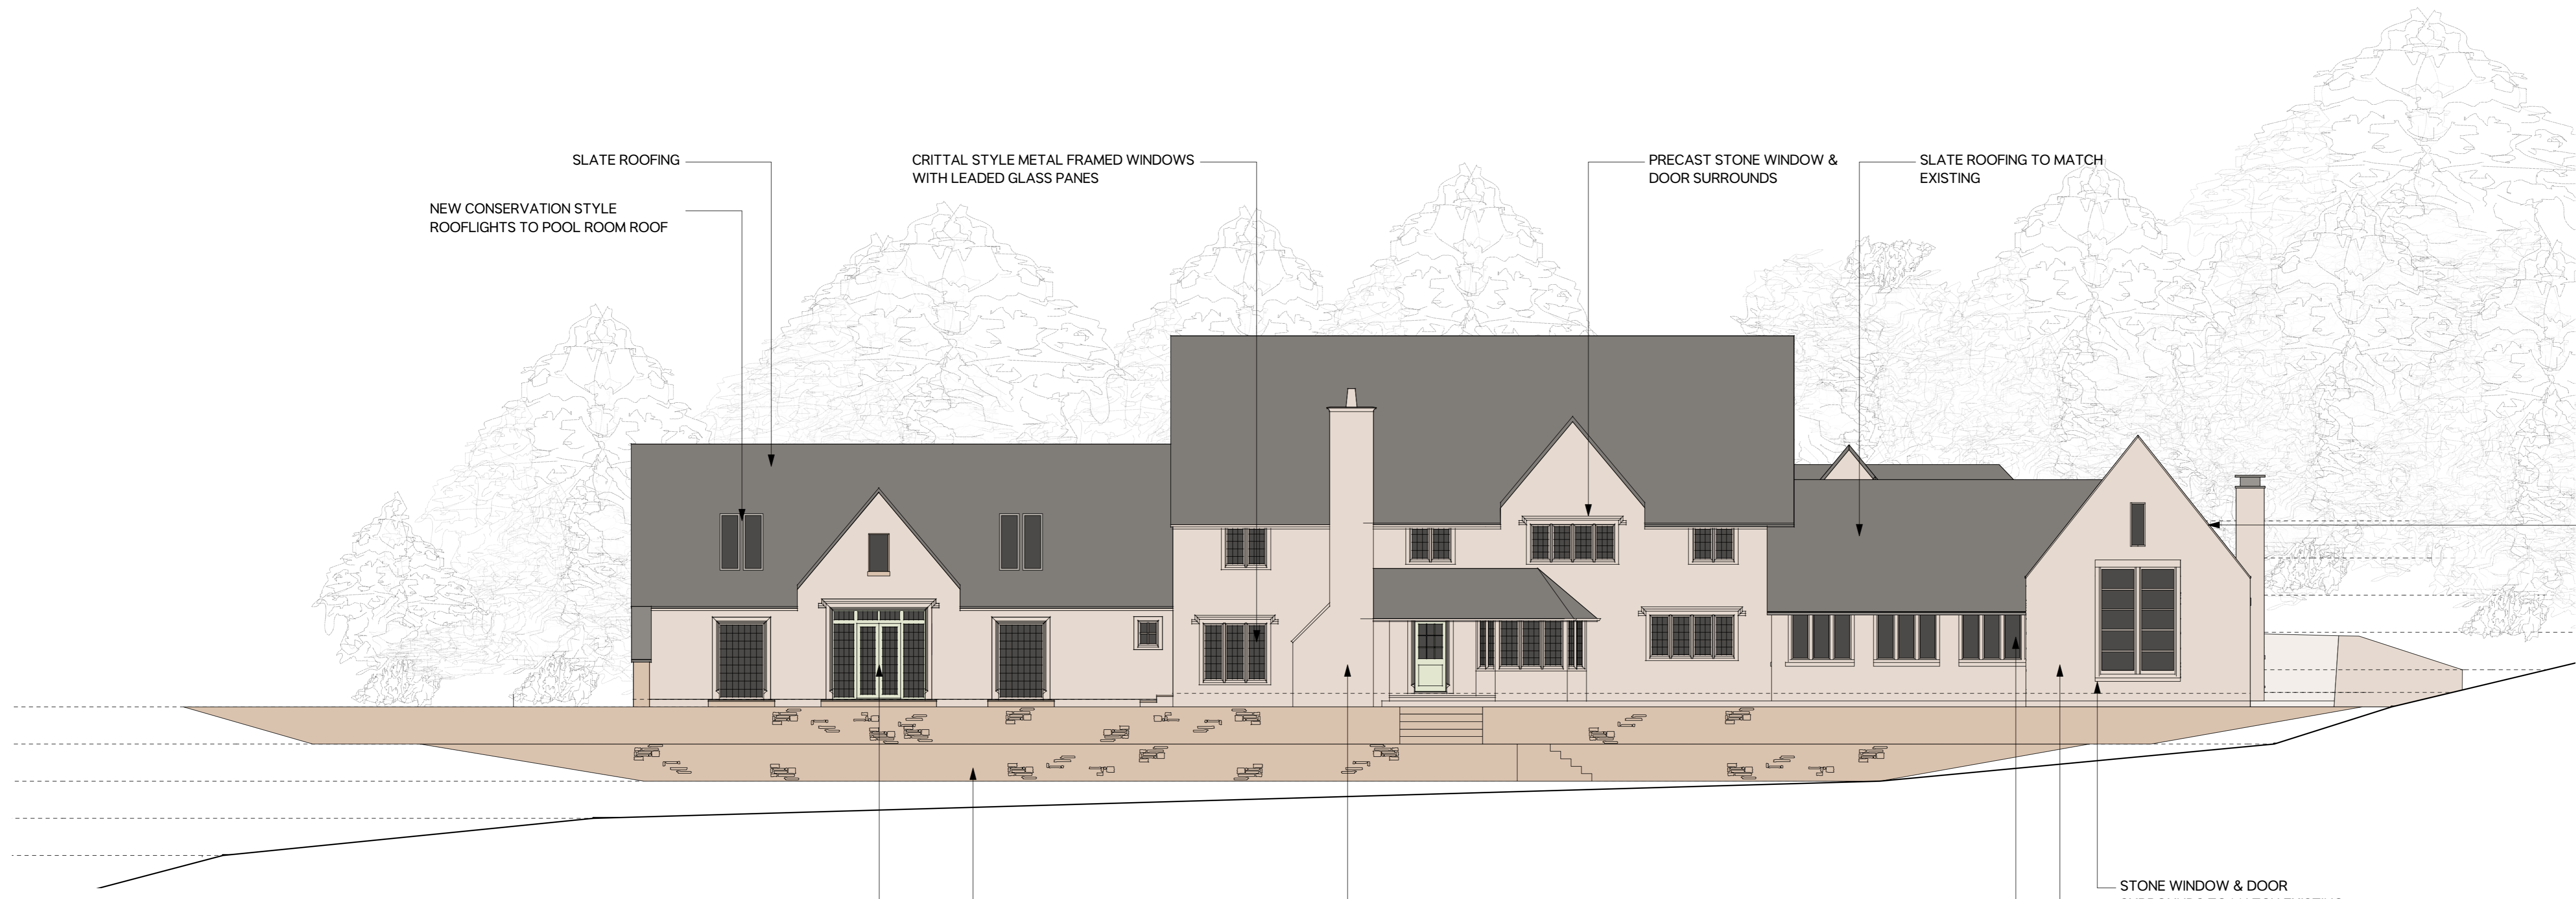 SLATE ROOFING
NEW CONSERVATION STYLE
ROOFLIGHTS TO POOL ROOM ROOF
CRITTAL STYLE METAL FRAMED WINDOWS
WITH LEADED GLASS PANES
PRECAST STONE WINDOW &
DOOR SURROUNDS
SLATE ROOFING TO MATCH
EXISTING
STONE WINDOW & DOOR